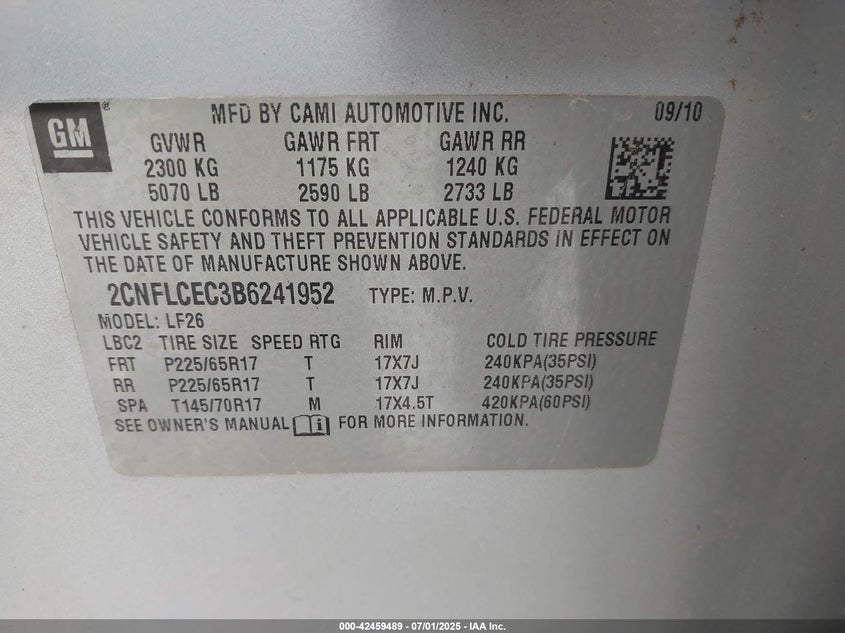 GM
MFD BY CAMI AUTOMOTIVE INC. 09/10
GVWR GAWR FRT GAWR RR
2300 KG 1175 KG 1240 KG
5070 LB 2590 LB 2733 LB
THIS VEHICLE CONFORMS TO ALL APPLICABLE U.S. FEDERAL MOTOR
VEHICLE SAFETY AND THEFT PREVENTION STANDARDS IN EFFECT ON
THE DATE OF MANUFACTURE SHOWN ABOVE.
2CNFLCEC3B6241952 TYPE: M.P.V.
MODEL: LF26
LBC2 TIRE SIZE SPEED RTG RIM COLD TIRE PRESSURE
FRT P225/65R17 T 17X7J 240KPA(35PSI)
RR P225/65R17 T 17X7J 240KPA(35PSI)
SPA T145/70R17 M 17X4.5T 420KPA(60PSI)
SEE OWNER'S MANUAL FOR MORE INFORMATION.
000-42459489 - 07/01/2025 - IAA Inc.